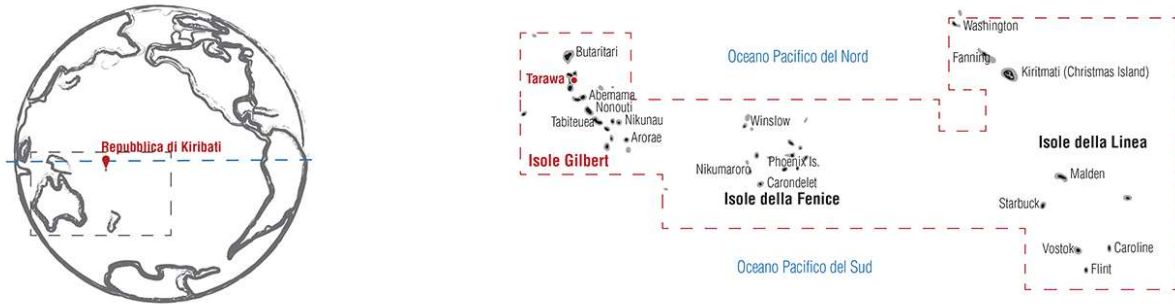 Repubblica di Kiribati
Butaritari
Tarawa
Abemama
Nonouti
Tabiteuea
Nikunau
Arorae
Isole Gilbert
Oceano Pacifico del Nord
Winslow
Phoenix Is.
Nikumaroro
Carondelet
Isole della Fenice
Oceano Pacifico del Sud
Washington
Fanning
Kiritmati (Christmas Island)
Isole della Linea
Malden
Starbuck
Vostok
Caroline
Flint